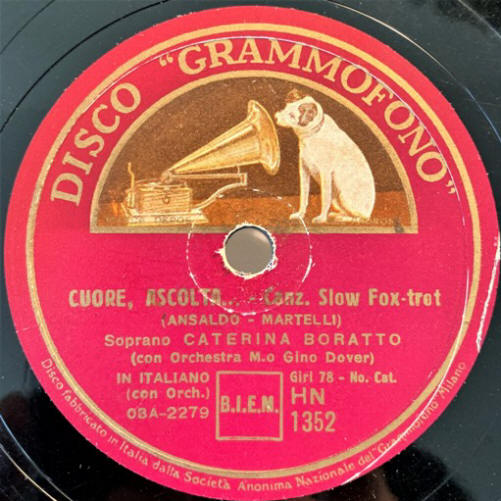 DISCO "GRAMMOFONO"
CUORE, ASCOLTA... - Canz. Slow Fox-trot
(ANSALDO - MARTELLI)
Soprano CATERINA BORATTO
(con Orchestra M.o Gino Dover)
IN ITALIANO
(con Orch.)
OBA-2279
B.I.E.M.
Giri 78 - No. Cat.
HN
1352
Disco fabbricato in Italia dalla Società Anonima Nazionale del "Grammofono" Milano